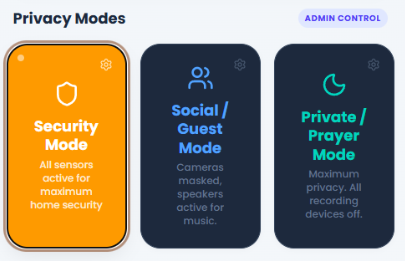 Privacy Modes
ADMIN CONTROL
Security
Mode
All sensors
active for
maximum
home security
Social /
Guest
Mode
Cameras
masked,
speakers
active for
music.
Private /
Prayer
Mode
Maximum
privacy. All
recording
devices off.